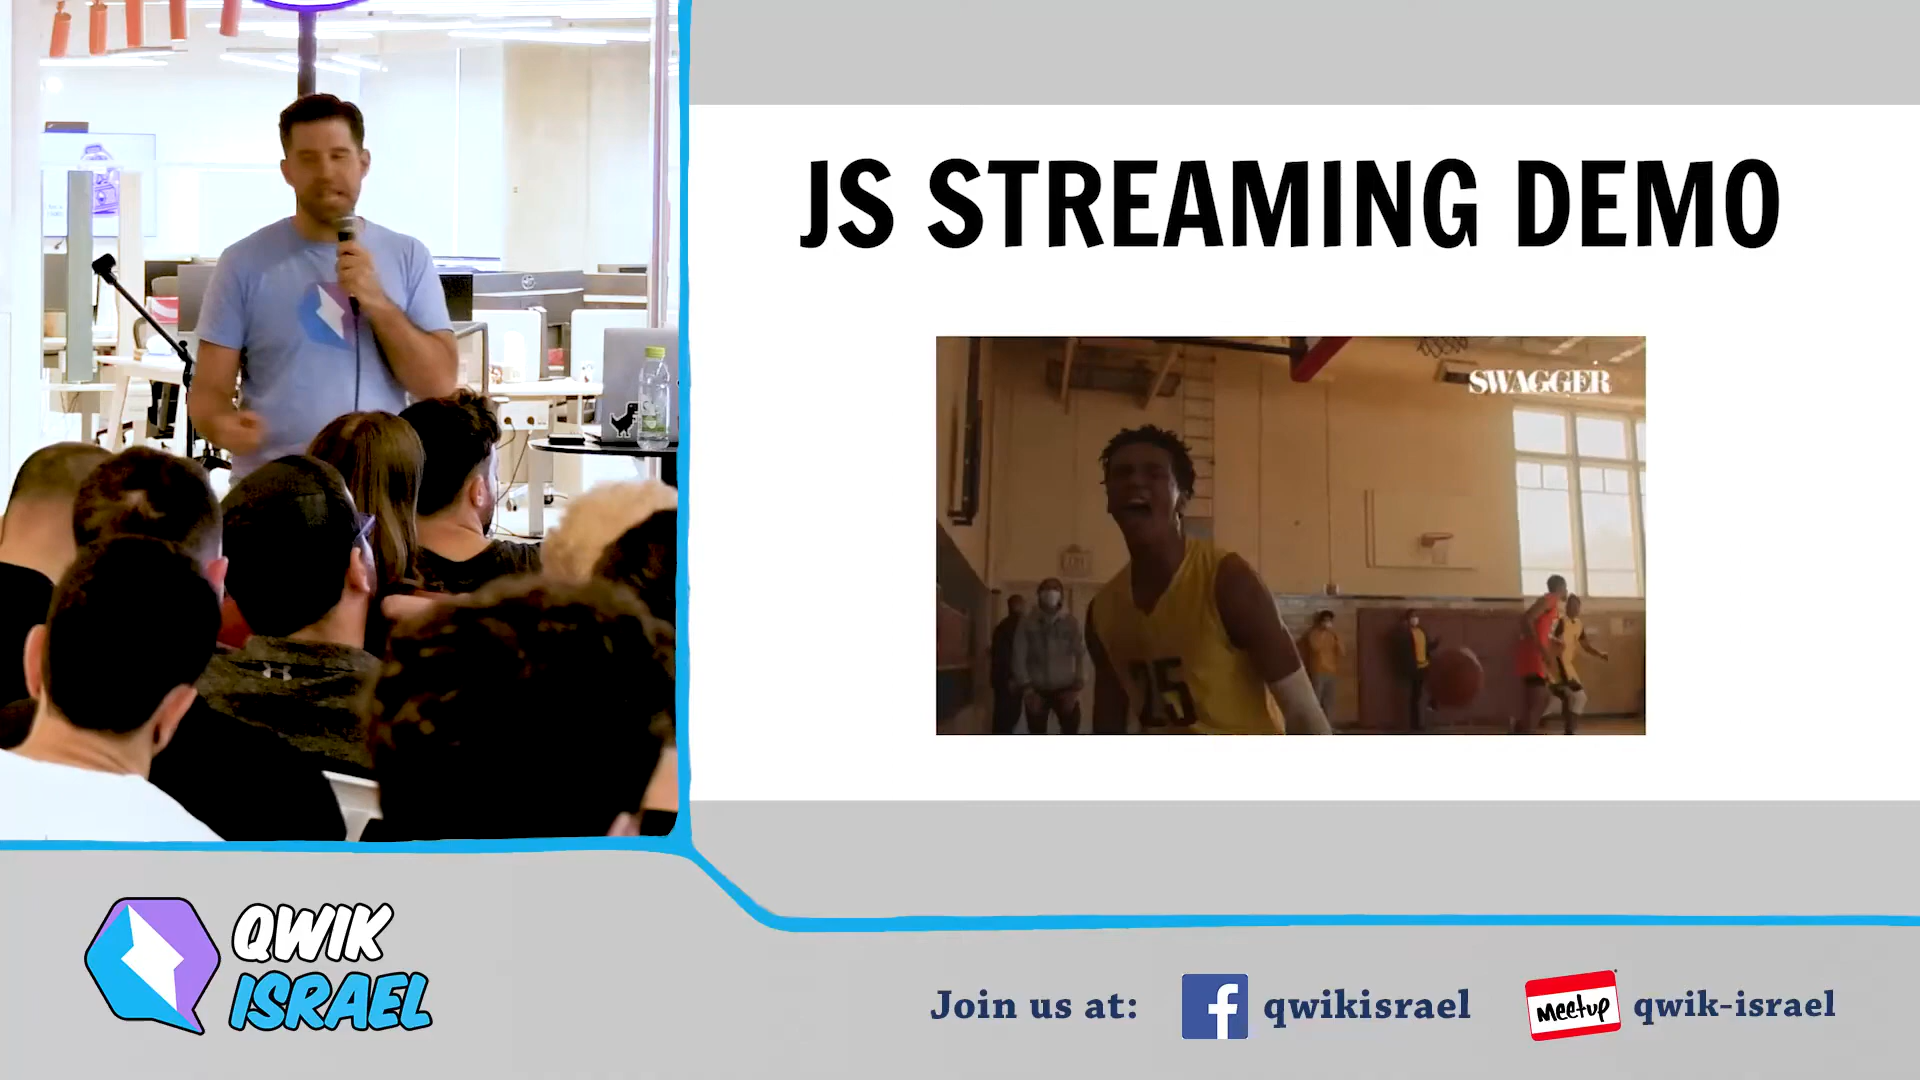 JS STREAMING DEMO
SWAGGER
25
QWIK
ISRAEL
Join us at:
qwikisrael
Meetup
qwik-israel